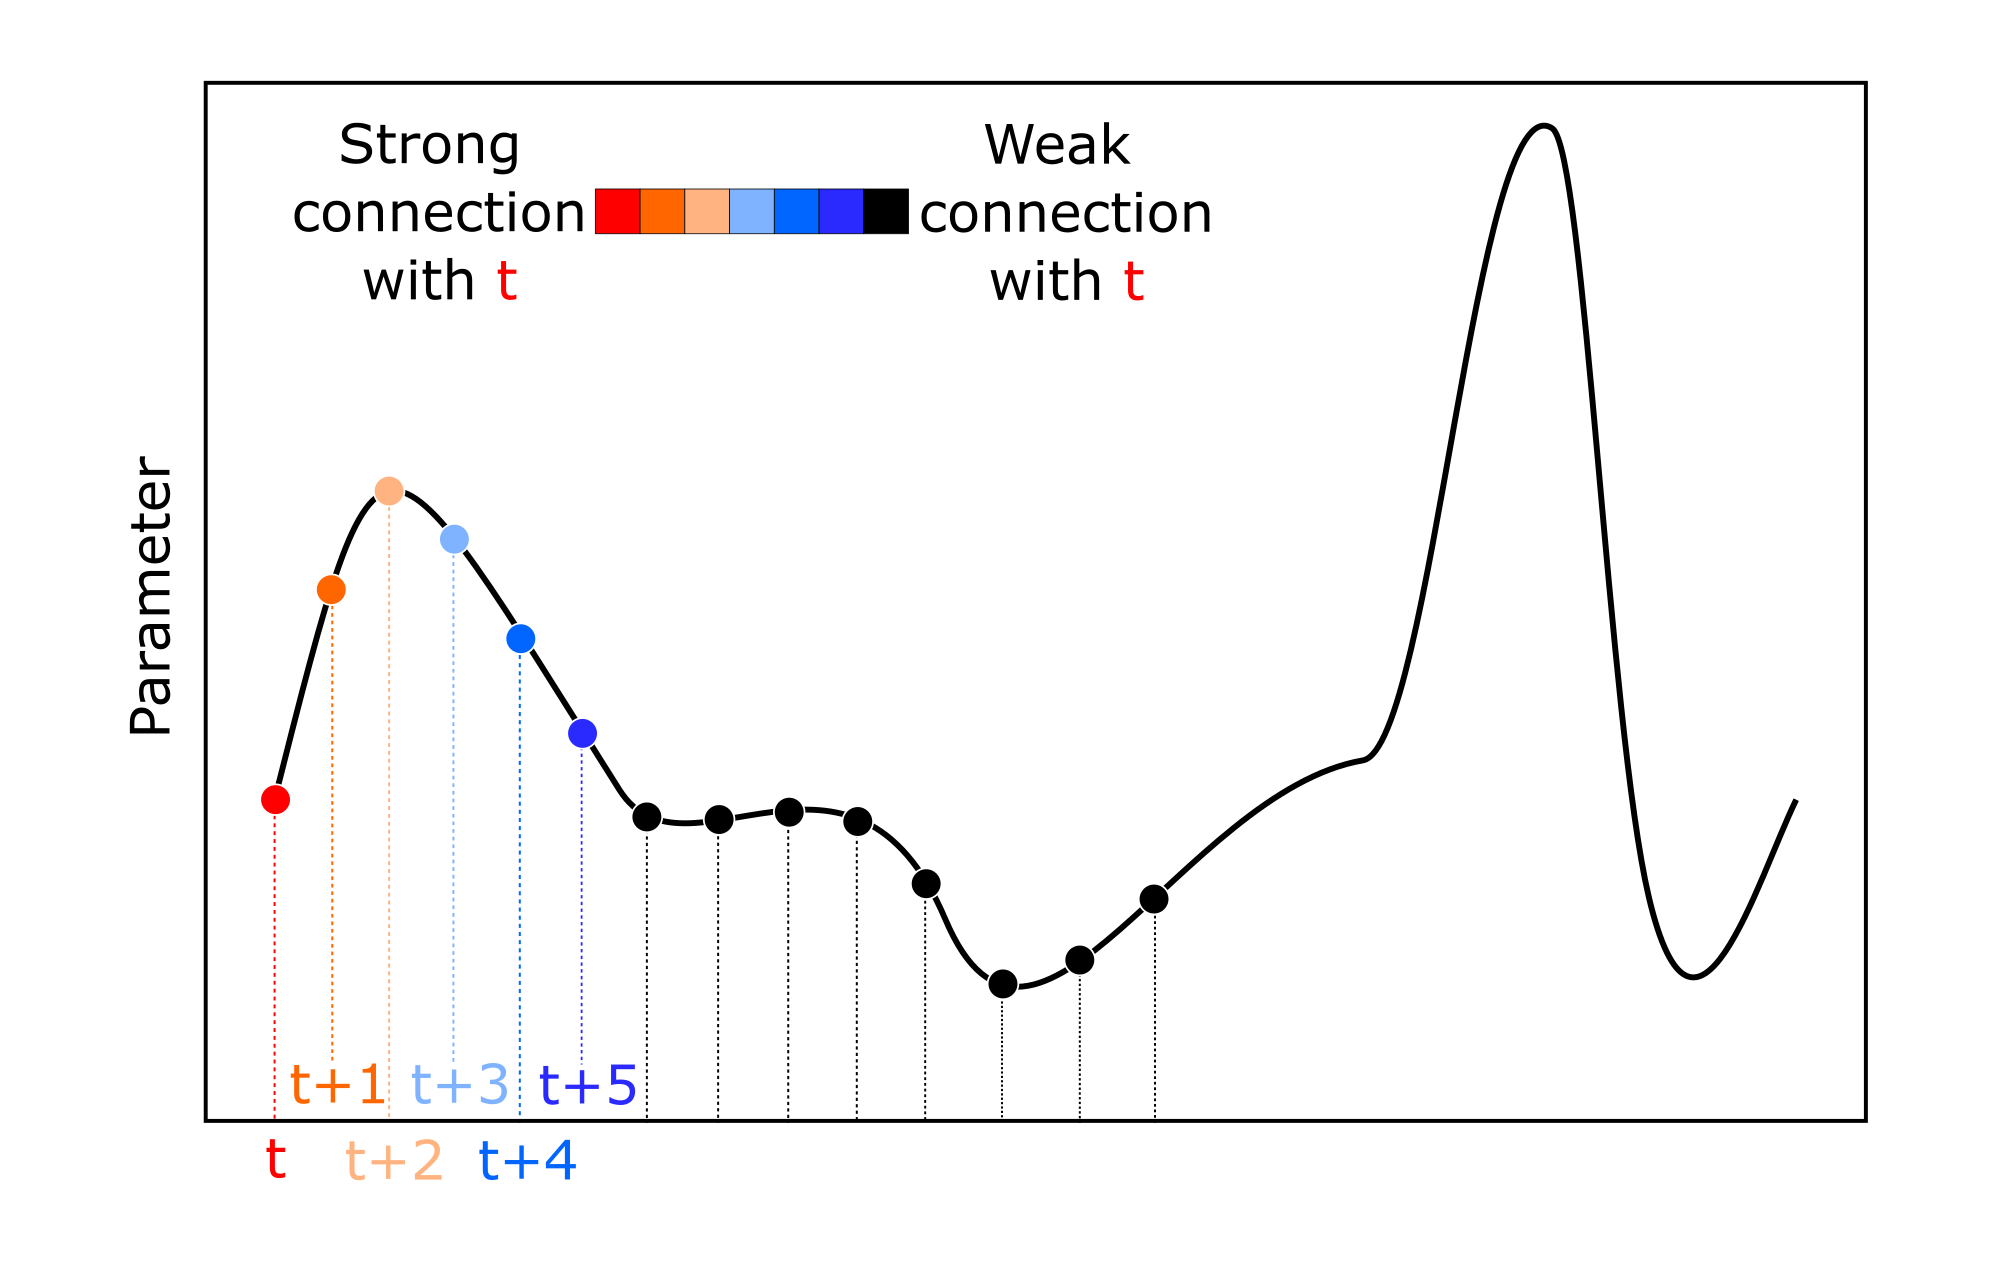 Strong
connection
with t
Weak
connection
with t
Parameter
t+1
t+3
t+5
t
t+2
t+4